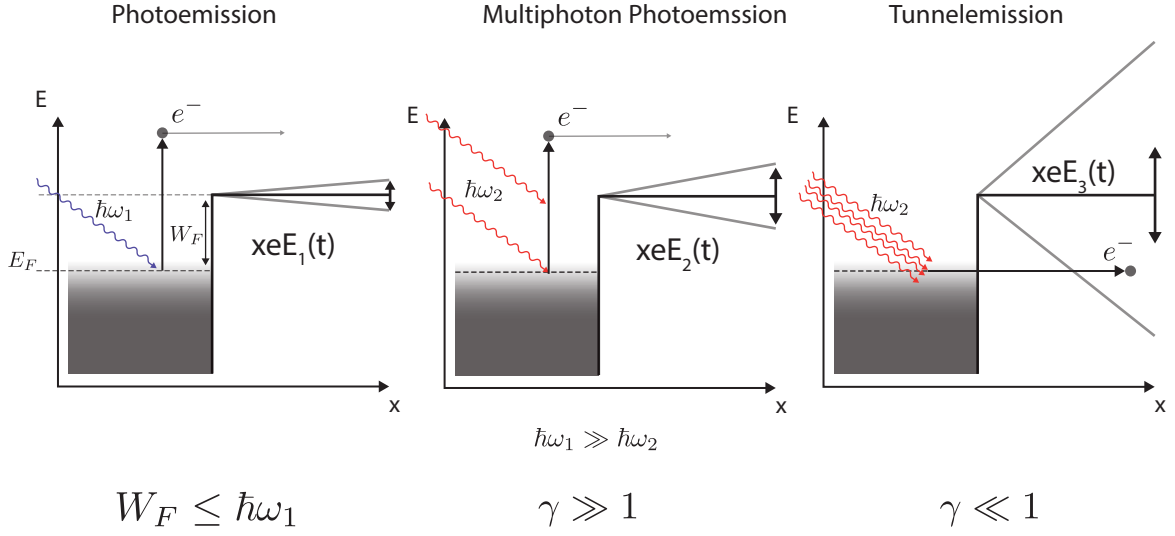 Photoemission
Multiphoton Photoemssion
Tunnelemission
E
e⁻
ħω₁
W_F
E_F
xeE₁(t)
x
E
e⁻
ħω₂
xeE₂(t)
x
E
ħω₂
xeE₃(t)
e⁻
x
ħω₁ ≫ ħω₂
W_F ≤ ħω₁
γ ≫ 1
γ ≪ 1